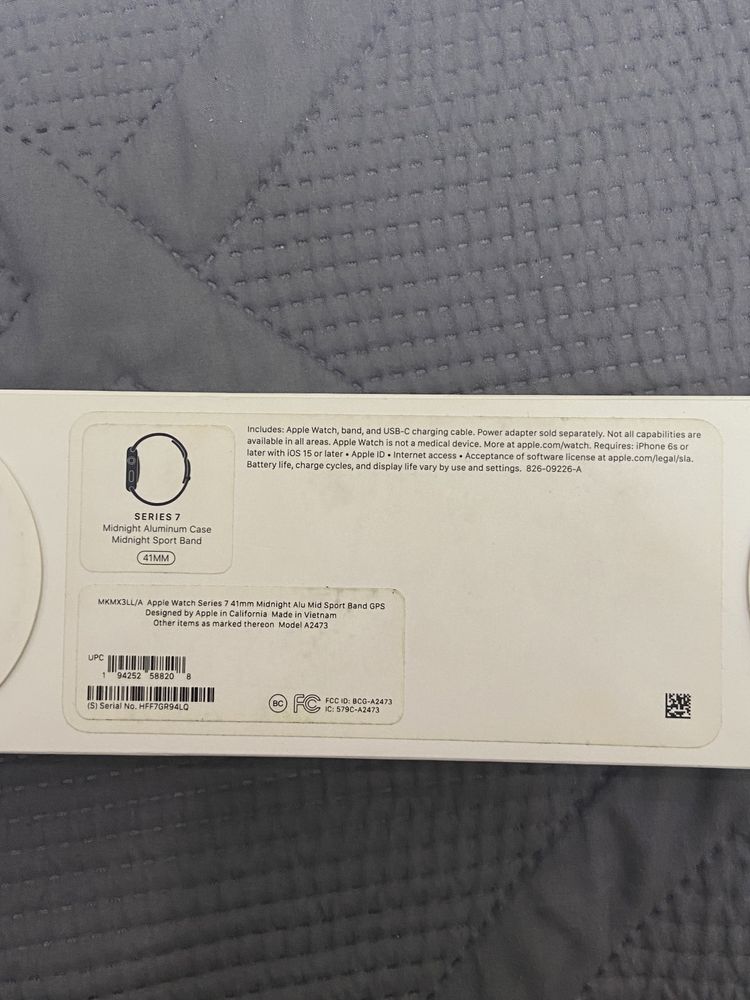 SERIES 7
Midnight Aluminum Case
Midnight Sport Band
41MM
Includes: Apple Watch, band, and USB-C charging cable. Power adapter sold separately. Not all capabilities are
available in all areas. Apple Watch is not a medical device. More at apple.com/watch. Requires: iPhone 6s or
later with iOS 15 or later • Apple ID • Internet access • Acceptance of software license at apple.com/legal/sla.
Battery life, charge cycles, and display life vary by use and settings. 826-09226-A
MKMX3LL/A Apple Watch Series 7 41mm Midnight Alu Mid Sport Band GPS
Designed by Apple in California Made in Vietnam
Other items as marked thereon Model A2473
UPC
1 94252 58820 8
(S) Serial No. HFF7GR94LQ
BC FC FCC ID: BCG-A2473
IC: 579C-A2473